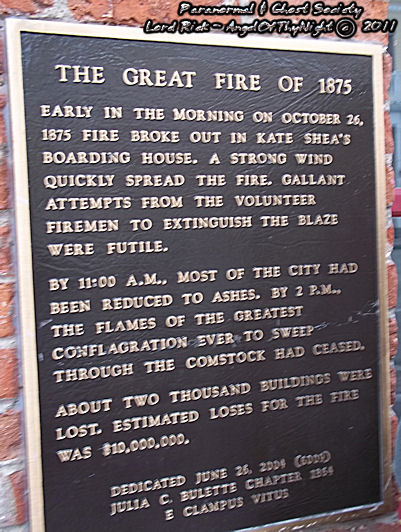 Paranormal & Ghost Society
Lord Rick - AngelOfThyNight © 2011
THE GREAT FIRE OF 1875
EARLY IN THE MORNING ON OCTOBER 26,
1875 FIRE BROKE OUT IN KATE SHEA'S
BOARDING HOUSE. A STRONG WIND
QUICKLY SPREAD THE FIRE. GALLANT
ATTEMPTS FROM THE VOLUNTEER
FIREMEN TO EXTINGUISH THE BLAZE
WERE FUTILE.
BY 11:00 A.M., MOST OF THE CITY HAD
BEEN REDUCED TO ASHES. BY 2 P.M.,
THE FLAMES OF THE GREATEST
CONFLAGRATION EVER TO SWEEP
THROUGH THE COMSTOCK HAD CEASED.
ABOUT TWO THOUSAND BUILDINGS WERE
LOST. ESTIMATED LOSES FOR THE FIRE
WAS $10,000,000.
DEDICATED JUNE 26, 2004 (6009)
JULIA C. BULETTE CHAPTER 1864
E CLAMPUS VITUS